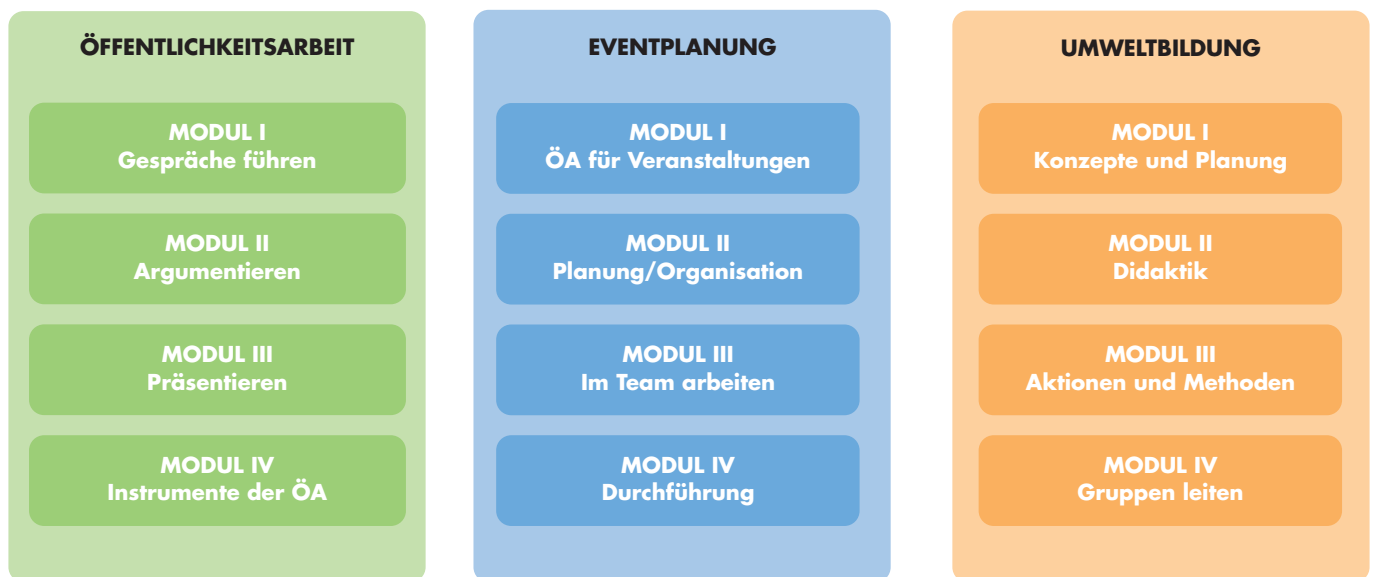 ÖFFENTLICHKEITSARBEIT
MODUL I
Gespräche führen
MODUL II
Argumentieren
MODUL III
Präsentieren
MODUL IV
Instrumente der ÖA
EVENTPLANUNG
MODUL I
ÖA für Veranstaltungen
MODUL II
Planung/Organisation
MODUL III
Im Team arbeiten
MODUL IV
Durchführung
UMWELTBILDUNG
MODUL I
Konzepte und Planung
MODUL II
Didaktik
MODUL III
Aktionen und Methoden
MODUL IV
Gruppen leiten